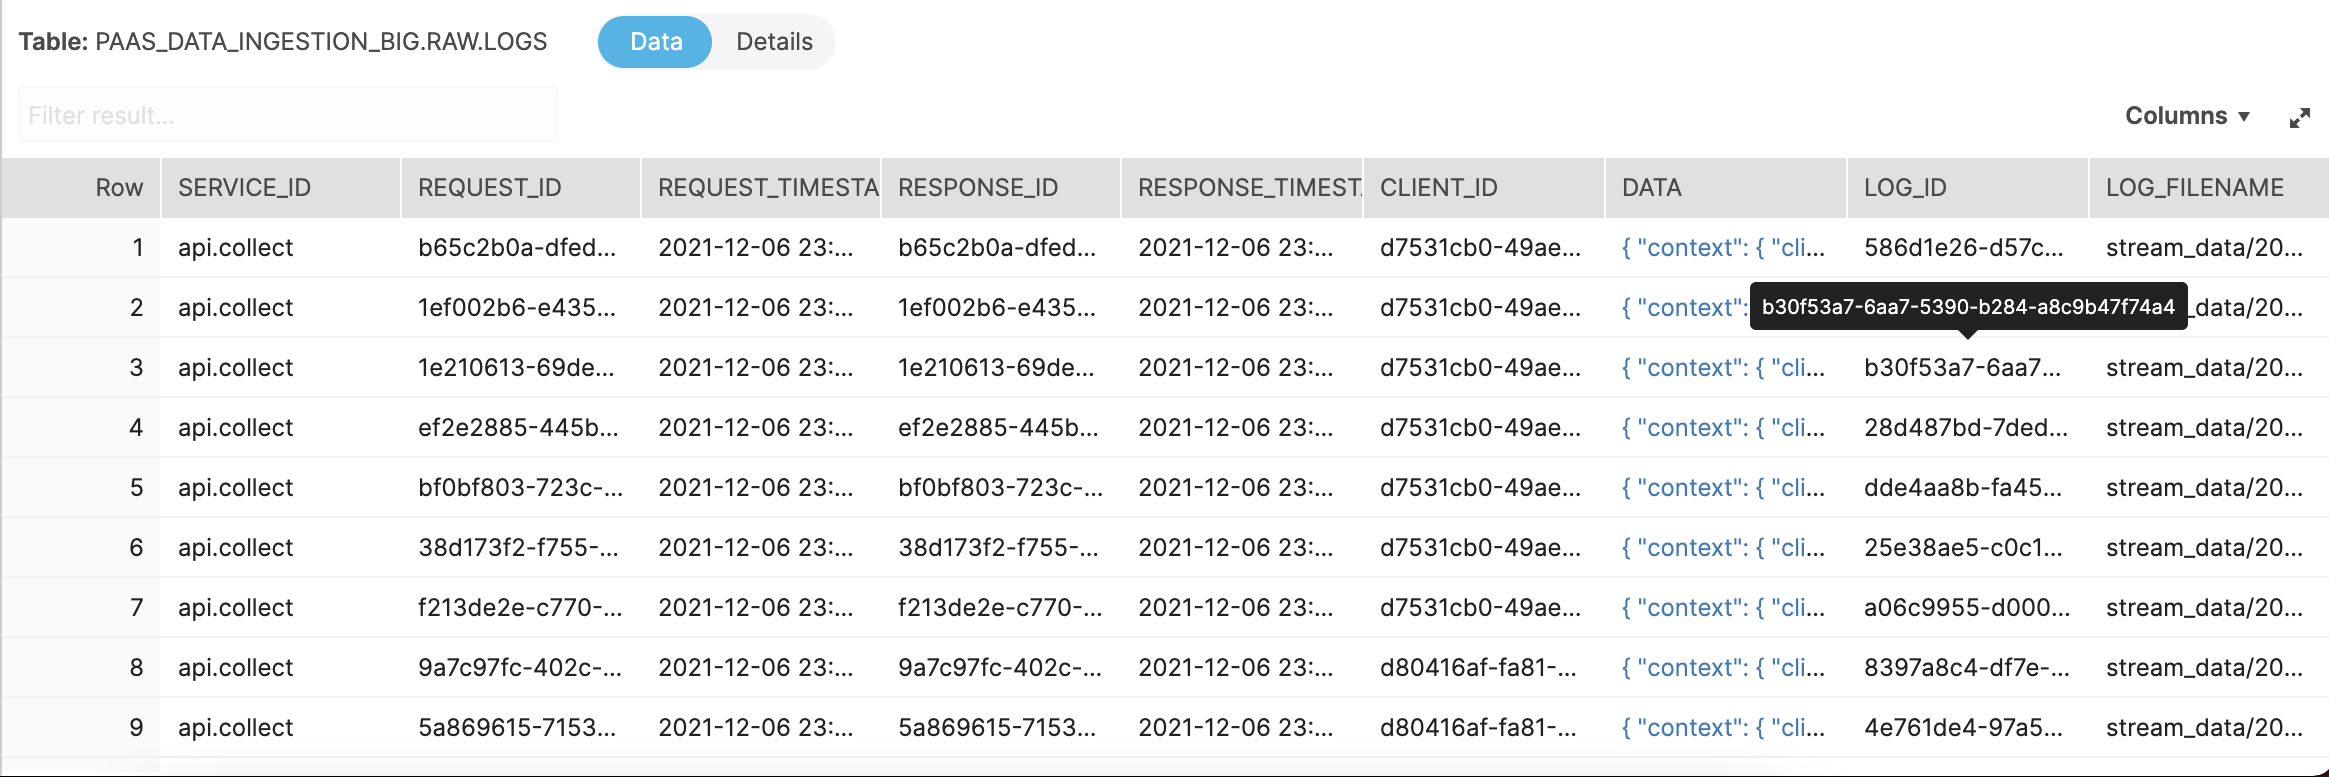 Table: PAAS_DATA_INGESTION_BIG.RAW.LOGS Data Details
Filter result... Columns
Row SERVICE_ID REQUEST_ID REQUEST_TIMESTA RESPONSE_ID RESPONSE_TIMEST CLIENT_ID DATA LOG_ID LOG_FILENAME
1 api.collect b65c2b0a-dfed... 2021-12-06 23:... b65c2b0a-dfed... 2021-12-06 23:... d7531cb0-49ae... { "context": { "cli... 586d1e26-d57c... stream_data/20...
2 api.collect 1ef002b6-e435... 2021-12-06 23:... 1ef002b6-e435... 2021-12-06 23:... d7531cb0-49ae... { "context": b30f53a7-6aa7-5390-b284-a8c9b47f74a4 _data/20...
3 api.collect 1e210613-69de... 2021-12-06 23:... 1e210613-69de... 2021-12-06 23:... d7531cb0-49ae... { "context": { "cli... b30f53a7-6aa7... stream_data/20...
4 api.collect ef2e2885-445b... 2021-12-06 23:... ef2e2885-445b... 2021-12-06 23:... d7531cb0-49ae... { "context": { "cli... 28d487bd-7ded... stream_data/20...
5 api.collect bf0bf803-723c-... 2021-12-06 23:... bf0bf803-723c-... 2021-12-06 23:... d7531cb0-49ae... { "context": { "cli... dde4aa8b-fa45... stream_data/20...
6 api.collect 38d173f2-f755-... 2021-12-06 23:... 38d173f2-f755-... 2021-12-06 23:... d7531cb0-49ae... { "context": { "cli... 25e38ae5-c0c1... stream_data/20...
7 api.collect f213de2e-c770-... 2021-12-06 23:... f213de2e-c770-... 2021-12-06 23:... d7531cb0-49ae... { "context": { "cli... a06c9955-d000... stream_data/20...
8 api.collect 9a7c97fc-402c-... 2021-12-06 23:... 9a7c97fc-402c-... 2021-12-06 23:... d80416af-fa81-... { "context": { "cli... 8397a8c4-df7e-... stream_data/20...
9 api.collect 5a869615-7153... 2021-12-06 23:... 5a869615-7153... 2021-12-06 23:... d80416af-fa81-... { "context": { "cli... 4e761de4-97a5... stream_data/20...